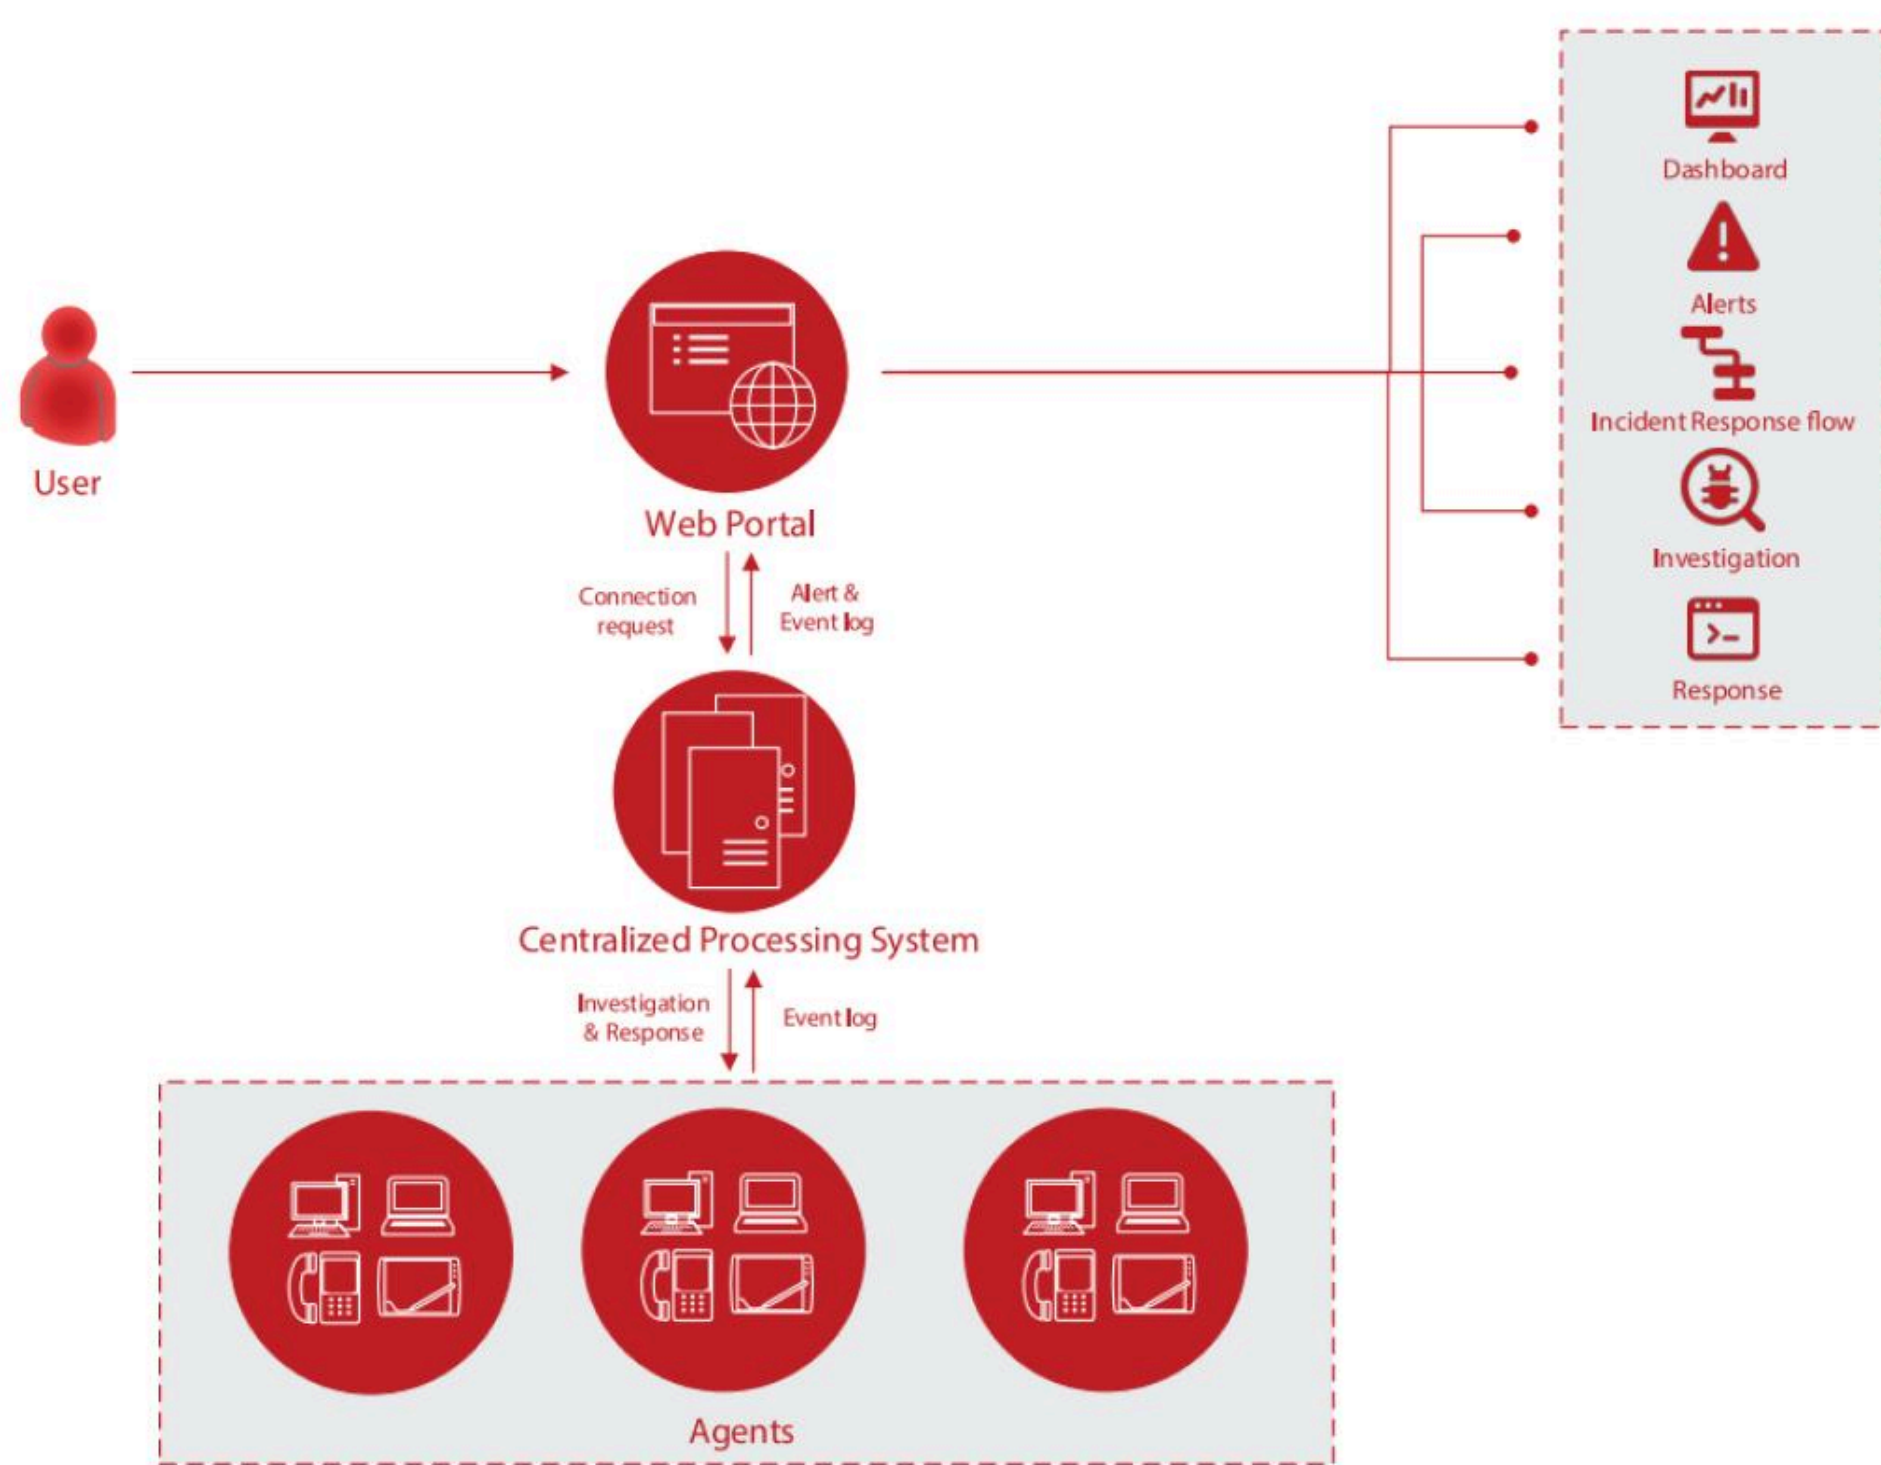 Dashboard
Alerts
Incident Response flow
Investigation
Response
User
Web Portal
Connection
request
Alert &
Event log
Centralized Processing System
Investigation
& Response
Event log
Agents